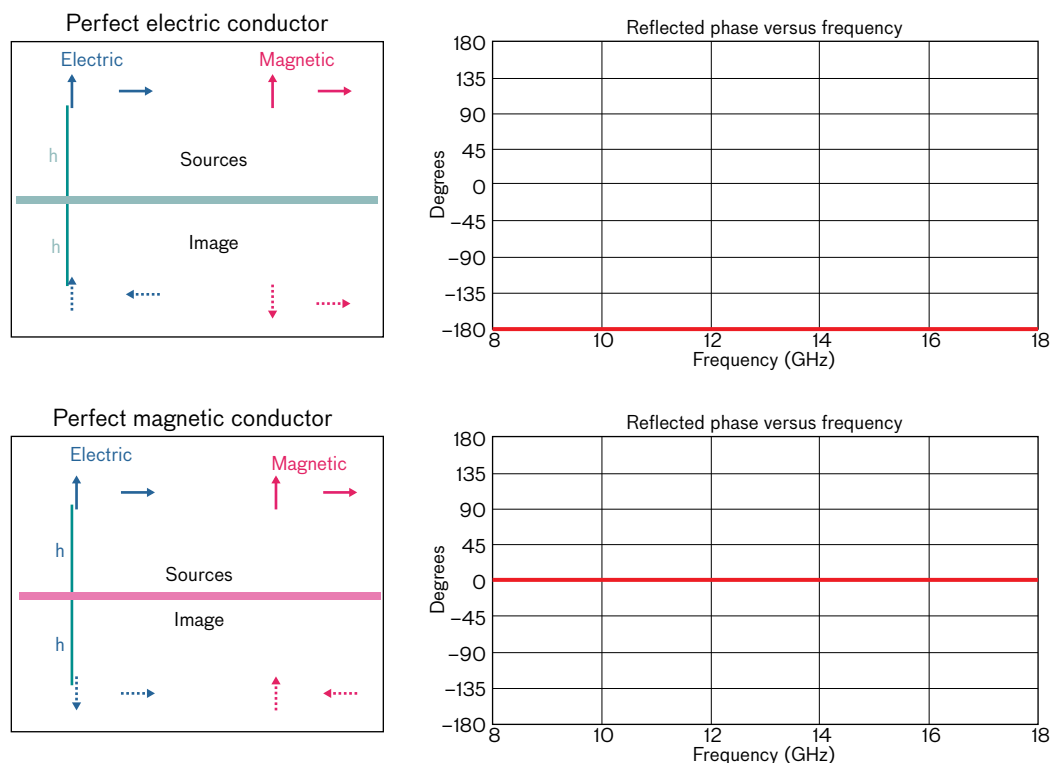 Perfect electric conductor
Electric
Magnetic
h
Sources
h
Image
Reflected phase versus frequency
180
135
90
45
0
−45
−90
−135
−180
Degrees
8
10
12
14
16
18
Frequency (GHz)
Perfect magnetic conductor
Electric
Magnetic
h
Sources
Image
h
Reflected phase versus frequency
180
135
90
45
0
−45
−90
−135
−180
Degrees
8
10
12
14
16
18
Frequency (GHz)